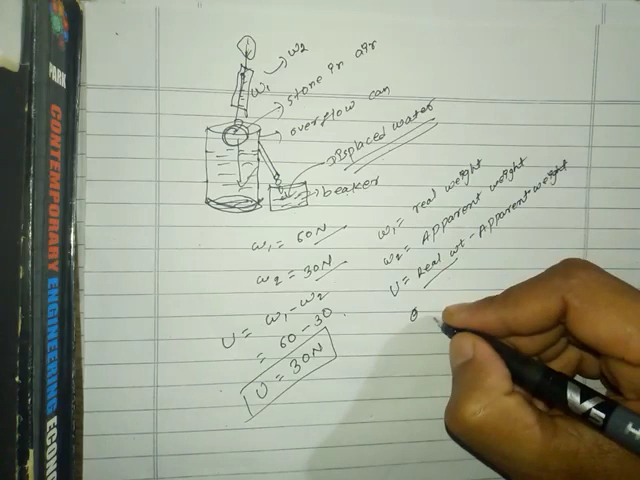 PARK
CONTEMPORARY ENGINEERING ECONO
w2
w1
stone in air
overflow can
Displaced water
beaker
w1 = 60N
w2 = 30N
U = w1 - w2
= 60 - 30
U = 30N
w1 = real weight
w2 = Apparent weight
U = Real wt - Apparent weight